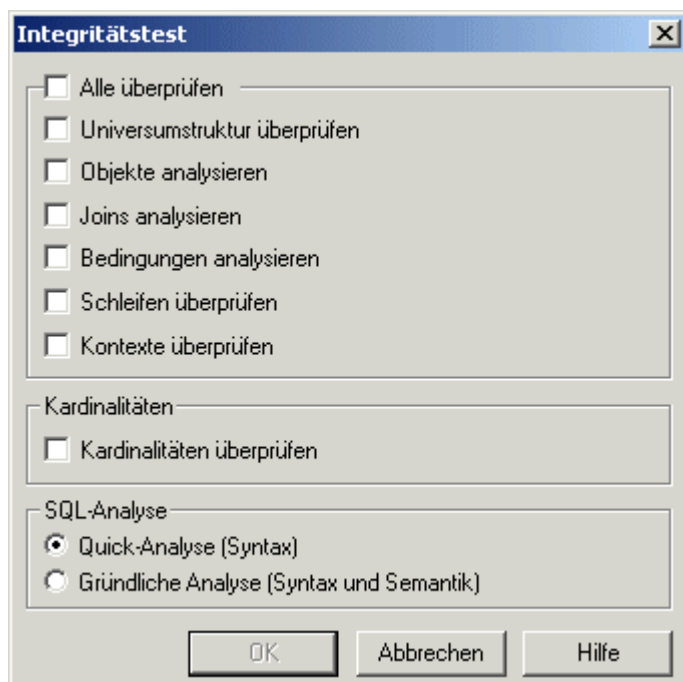 Integritätstest
Alle überprüfen
Universumstruktur überprüfen
Objekte analysieren
Joins analysieren
Bedingungen analysieren
Schleifen überprüfen
Kontexte überprüfen
Kardinalitäten
Kardinalitäten überprüfen
SQL-Analyse
Quick-Analyse (Syntax)
Gründliche Analyse (Syntax und Semantik)
OK Abbrechen Hilfe